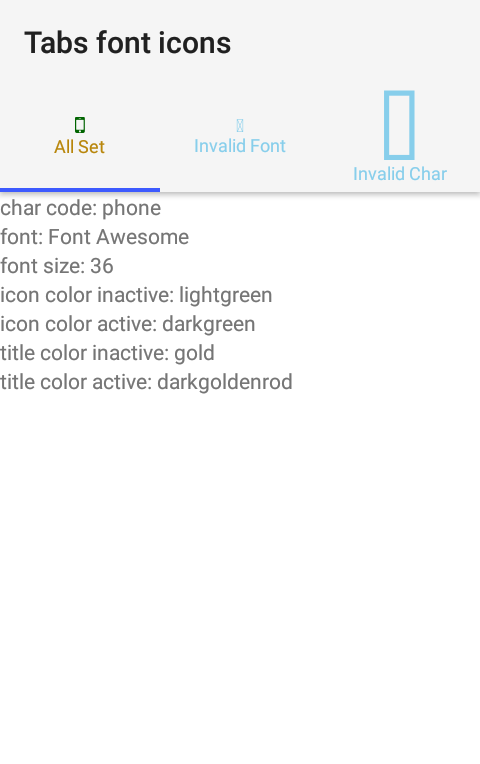 Tabs font icons
All Set
Invalid Font
Invalid Char
char code: phone
font: Font Awesome
font size: 36
icon color inactive: lightgreen
icon color active: darkgreen
title color inactive: gold
title color active: darkgoldenrod